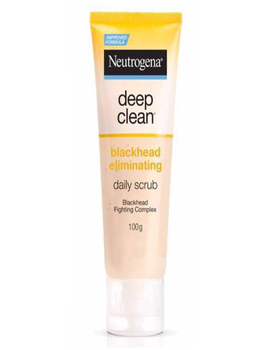 IMPROVED
FORMULA
Neutrogena®
deep
clean®
blackhead
eliminating
daily scrub
Blackhead
Fighting Complex
100g